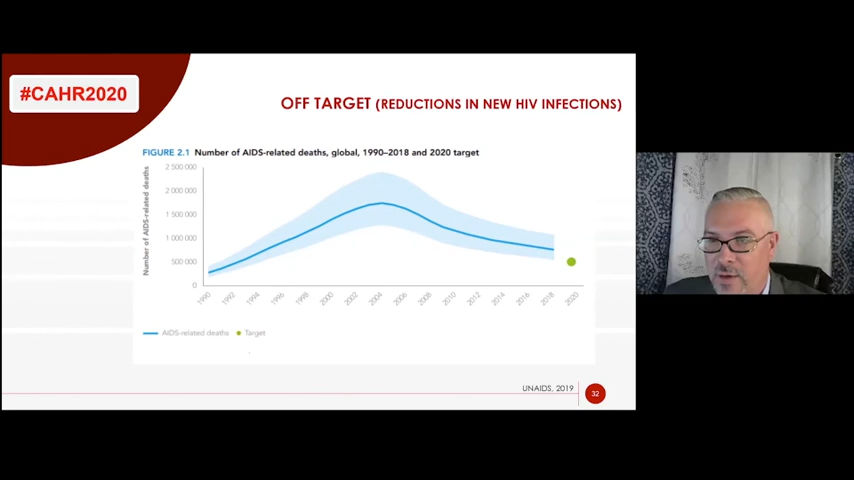 #CAHR2020
OFF TARGET (REDUCTIONS IN NEW HIV INFECTIONS)
FIGURE 2.1 Number of AIDS-related deaths, global, 1990–2018 and 2020 target
Number of AIDS-related deaths
2 500 000
2 000 000
1 500 000
1 000 000
500 000
0
1990 1992 1994 1996 1998 2000 2002 2004 2006 2008 2010 2012 2014 2016 2018 2020
AIDS-related deaths Target
UNAIDS, 2019
32